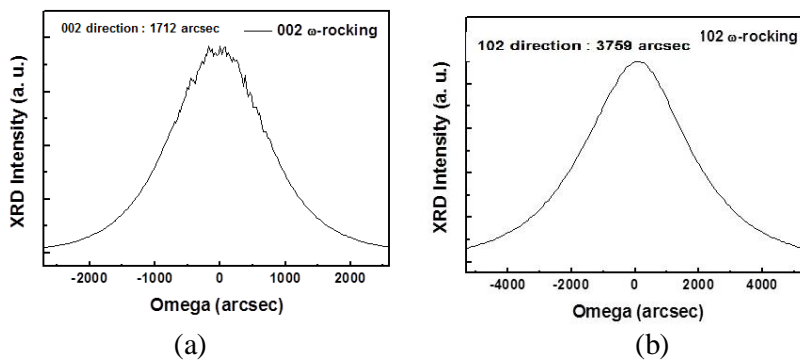 002 direction : 1712 arcsec
002 ω-rocking
XRD Intensity (a. u.)
-2000 -1000 0 1000 2000
Omega (arcsec)
(a)
102 direction : 3759 arcsec
102 ω-rocking
XRD Intensity (a. u.)
-4000 -2000 0 2000 4000
Omega (arcsec)
(b)